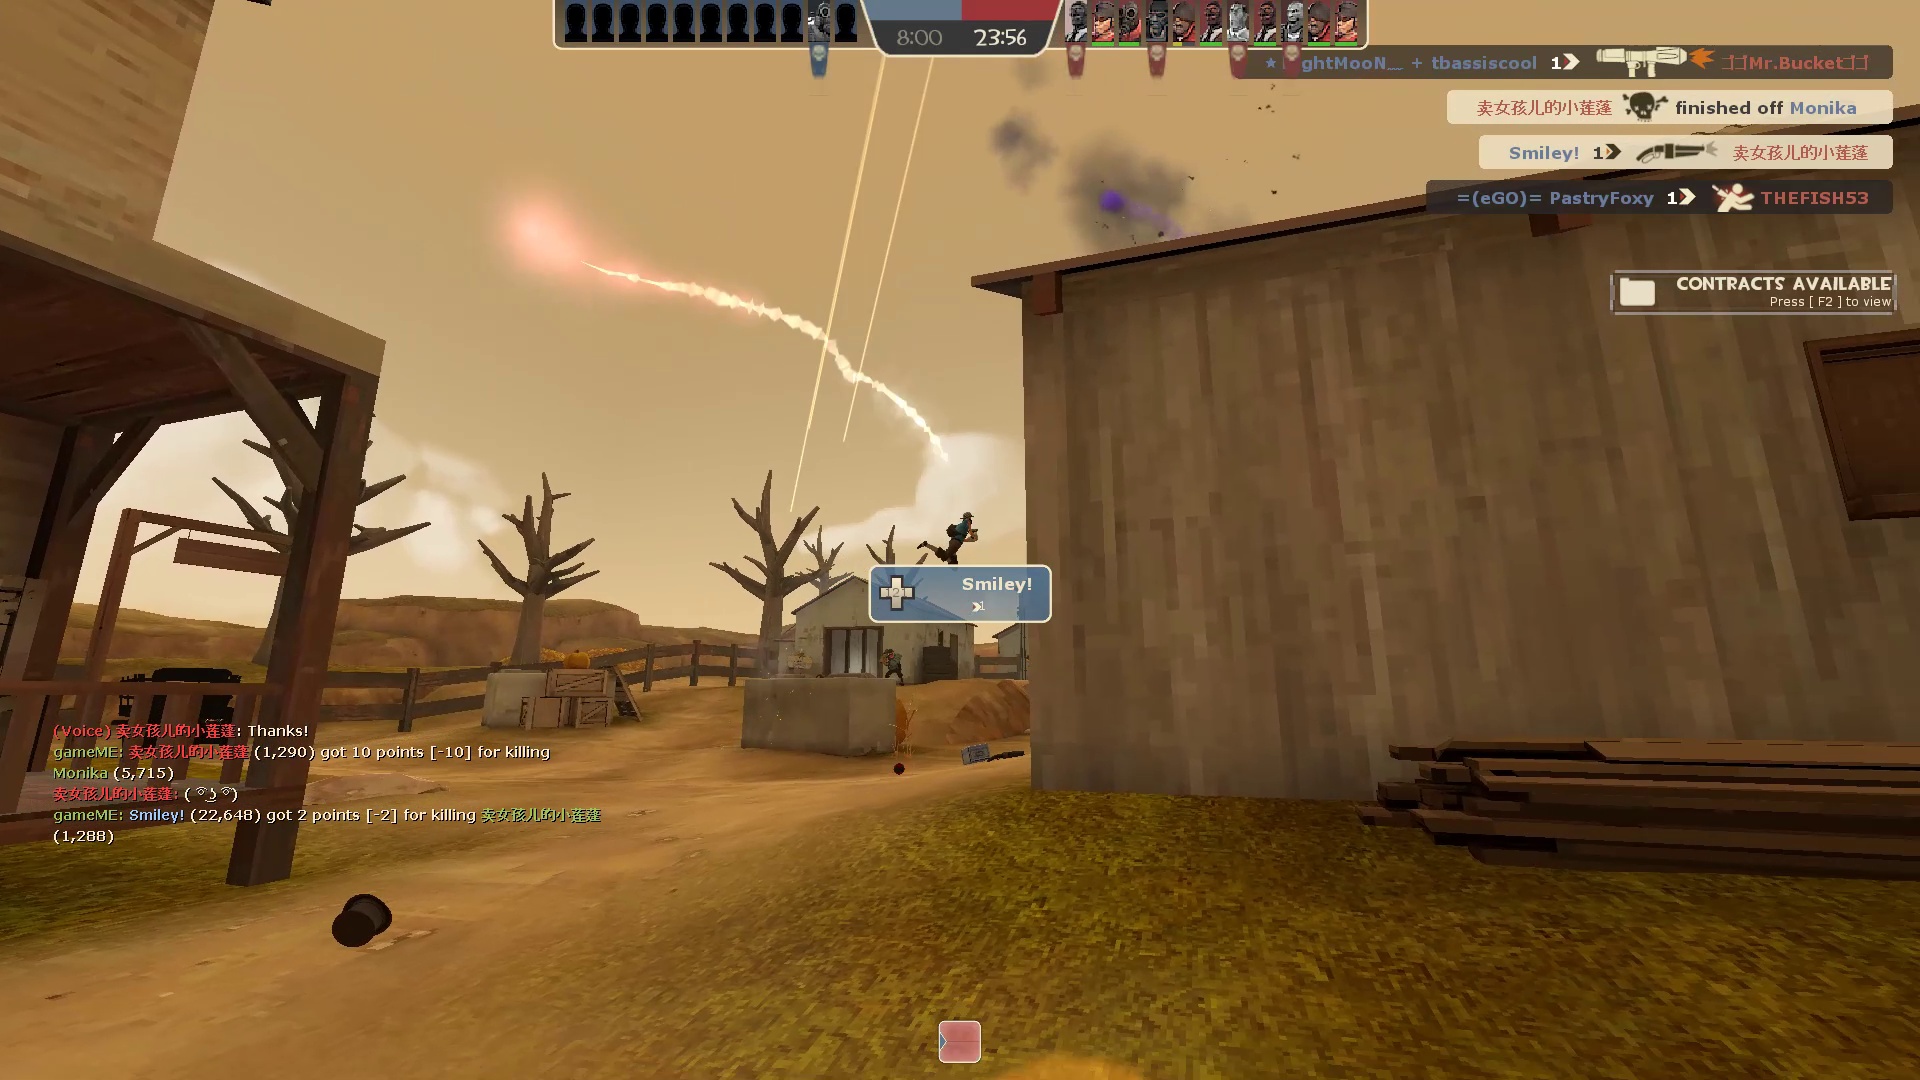 8:00 23:56
ghtMooN﹏ + tbassiscool 1 Mr.Bucket
卖女孩儿的小莲蓬 finished off Monika
Smiley! 1 卖女孩儿的小莲蓬
=(eGO)= PastryFoxy 1 THEFISH53
CONTRACTS AVAILABLE
Press [ F2 ] to view
Smiley!
1
(Voice) 卖女孩儿的小莲蓬: Thanks!
gameME: 卖女孩儿的小莲蓬 (1,290) got 10 points [-10] for killing
Monika (5,715)
卖女孩儿的小莲蓬: ( ͡° ͜ʖ ͡°)
gameME: Smiley! (22,648) got 2 points [-2] for killing 卖女孩儿的小莲蓬
(1,288)